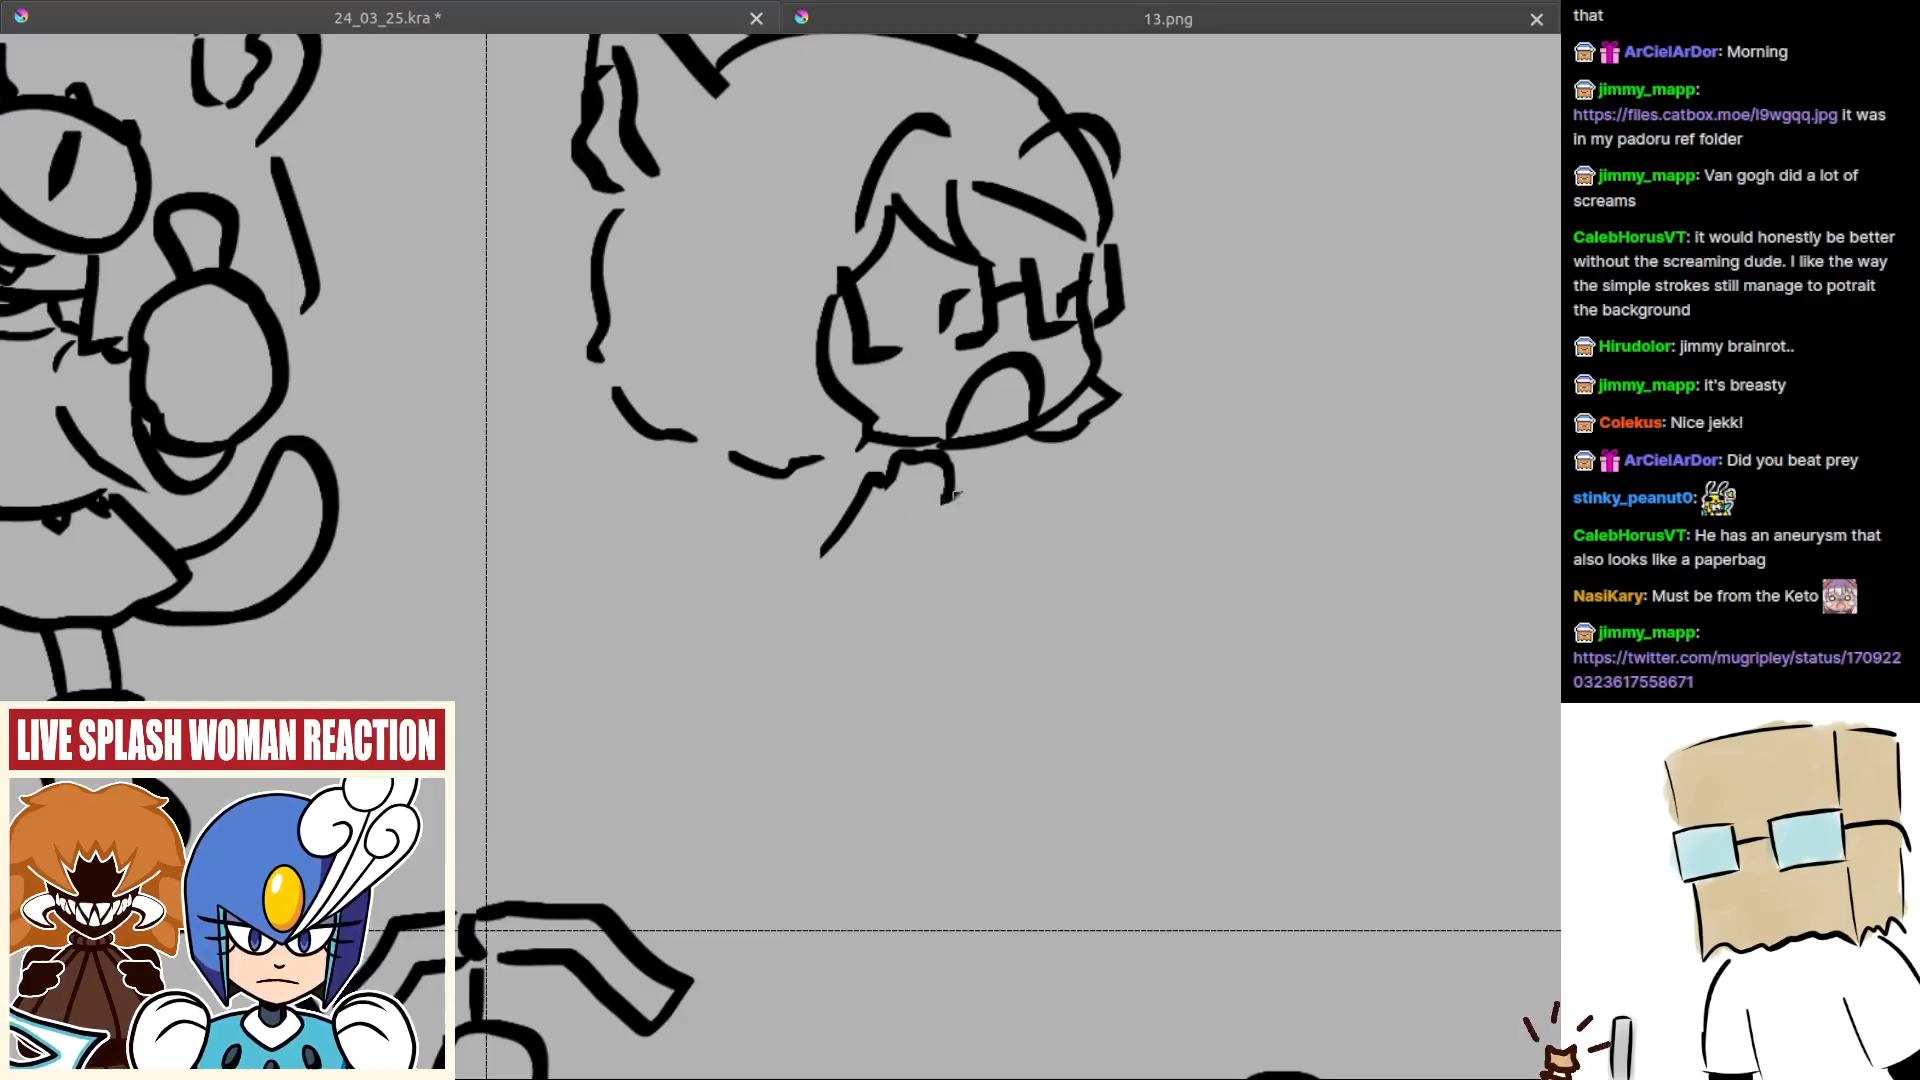 24_03_25.kra *
13.png
that
ArCielArDor: Morning
jimmy_mapp:
https://files.catbox.moe/l9wgqq.jpg it was
in my padoru ref folder
jimmy_mapp: Van gogh did a lot of
screams
CalebHorusVT: it would honestly be better
without the screaming dude. I like the way
the simple strokes still manage to potrait
the background
Hirudolor: jimmy brainrot..
jimmy_mapp: it's breasty
Colekus: Nice jekk!
ArCielArDor: Did you beat prey
stinky_peanut0:
CalebHorusVT: He has an aneurysm that
also looks like a paperbag
NasiKary: Must be from the Keto
jimmy_mapp:
https://twitter.com/mugripley/status/170922
0323617558671
LIVE SPLASH WOMAN REACTION